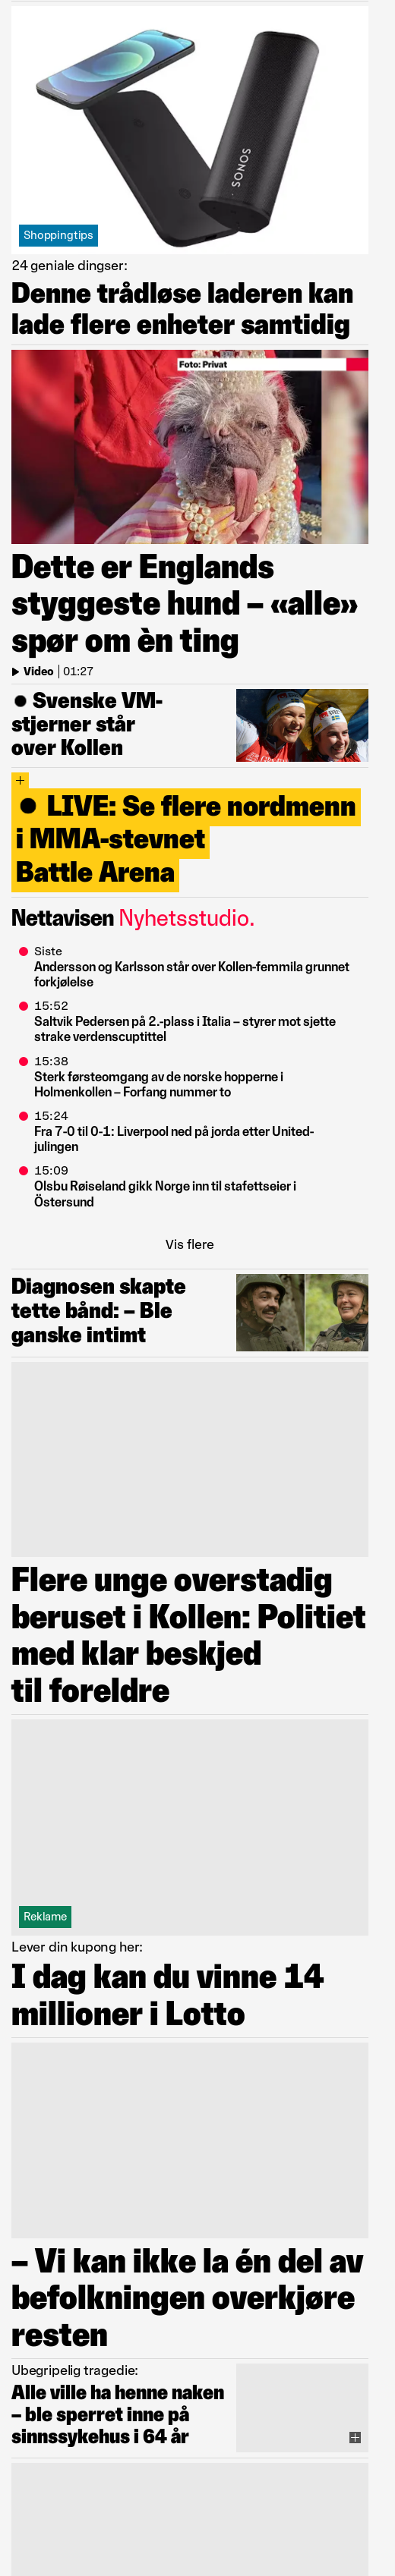 SONOS
Shoppingtips
24 geniale dingser:
Denne trådløse laderen kan
lade flere enheter samtidig
Foto: Privat
Dette er Englands
styggeste hund – «alle»
spør om èn ting
Video | 01:27
Svenske VM-
stjerner står
over Kollen
+
LIVE: Se flere nordmenn
i MMA-stevnet
Battle Arena
Nettavisen Nyhetsstudio.
Siste
Andersson og Karlsson står over Kollen-femmila grunnet
forkjølelse
15:52
Saltvik Pedersen på 2.-plass i Italia – styrer mot sjette
strake verdenscuptittel
15:38
Sterk førsteomgang av de norske hopperne i
Holmenkollen – Forfang nummer to
15:24
Fra 7-0 til 0-1: Liverpool ned på jorda etter United-
julingen
15:09
Olsbu Røiseland gikk Norge inn til stafettseier i
Östersund
Vis flere
Diagnosen skapte
tette bånd: – Ble
ganske intimt
Flere unge overstadig
beruset i Kollen: Politiet
med klar beskjed
til foreldre
Reklame
Lever din kupong her:
I dag kan du vinne 14
millioner i Lotto
– Vi kan ikke la én del av
befolkningen overkjøre
resten
Ubegripelig tragedie:
Alle ville ha henne naken
– ble sperret inne på
sinnssykehus i 64 år